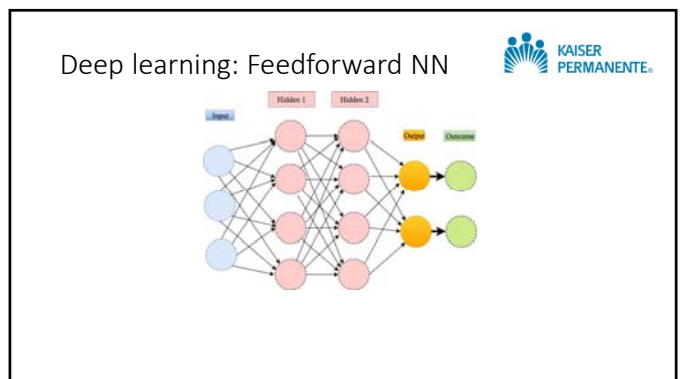 Deep learning: Feedforward NN
KAISER
PERMANENTE®
Hidden 1
Hidden 2
Input
Output
Outcome